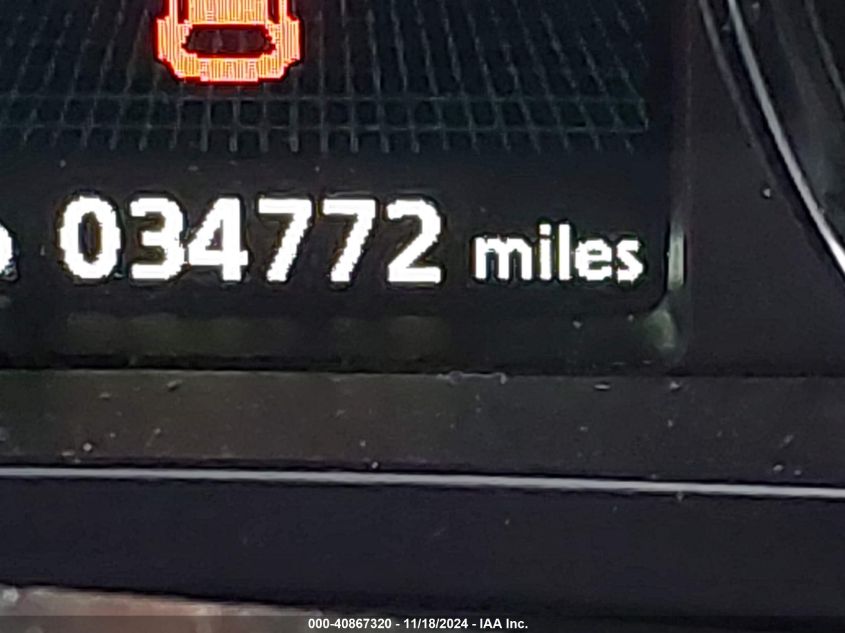 034772 miles
000-40867320 - 11/18/2024 - IAA Inc.